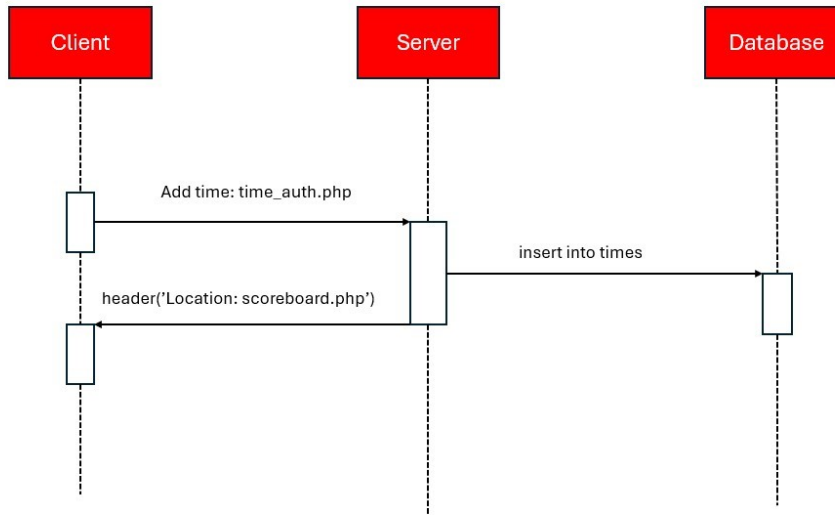 Client
Server
Database
Add time: time_auth.php
insert into times
header(’Location: scoreboard.php’)